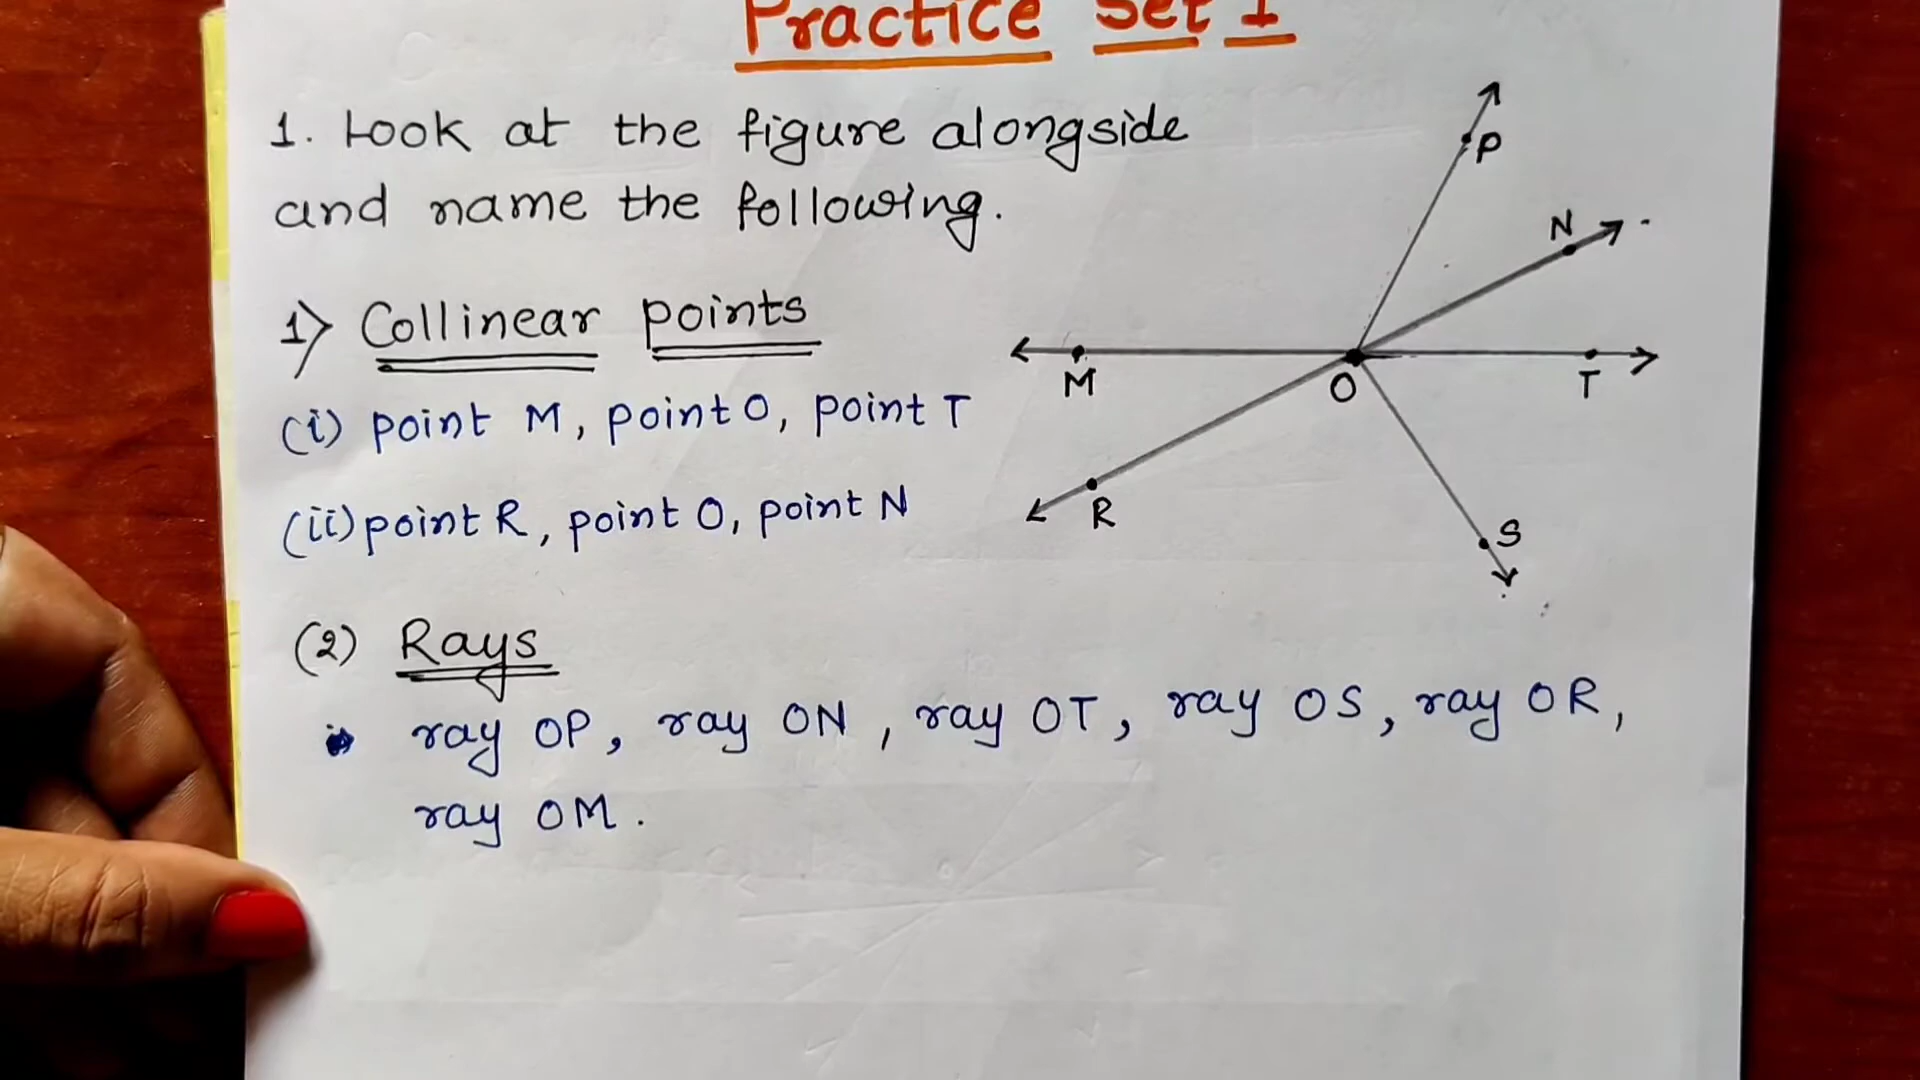 Practice Set 1
1. Look at the figure alongside
and name the following.
1) Collinear points
(i) point M, point O, point T
(ii) point R, point O, point N
(2) Rays
ray OP, ray ON, ray OT, ray OS, ray OR,
ray OM.
P
N
M
O
T
R
S